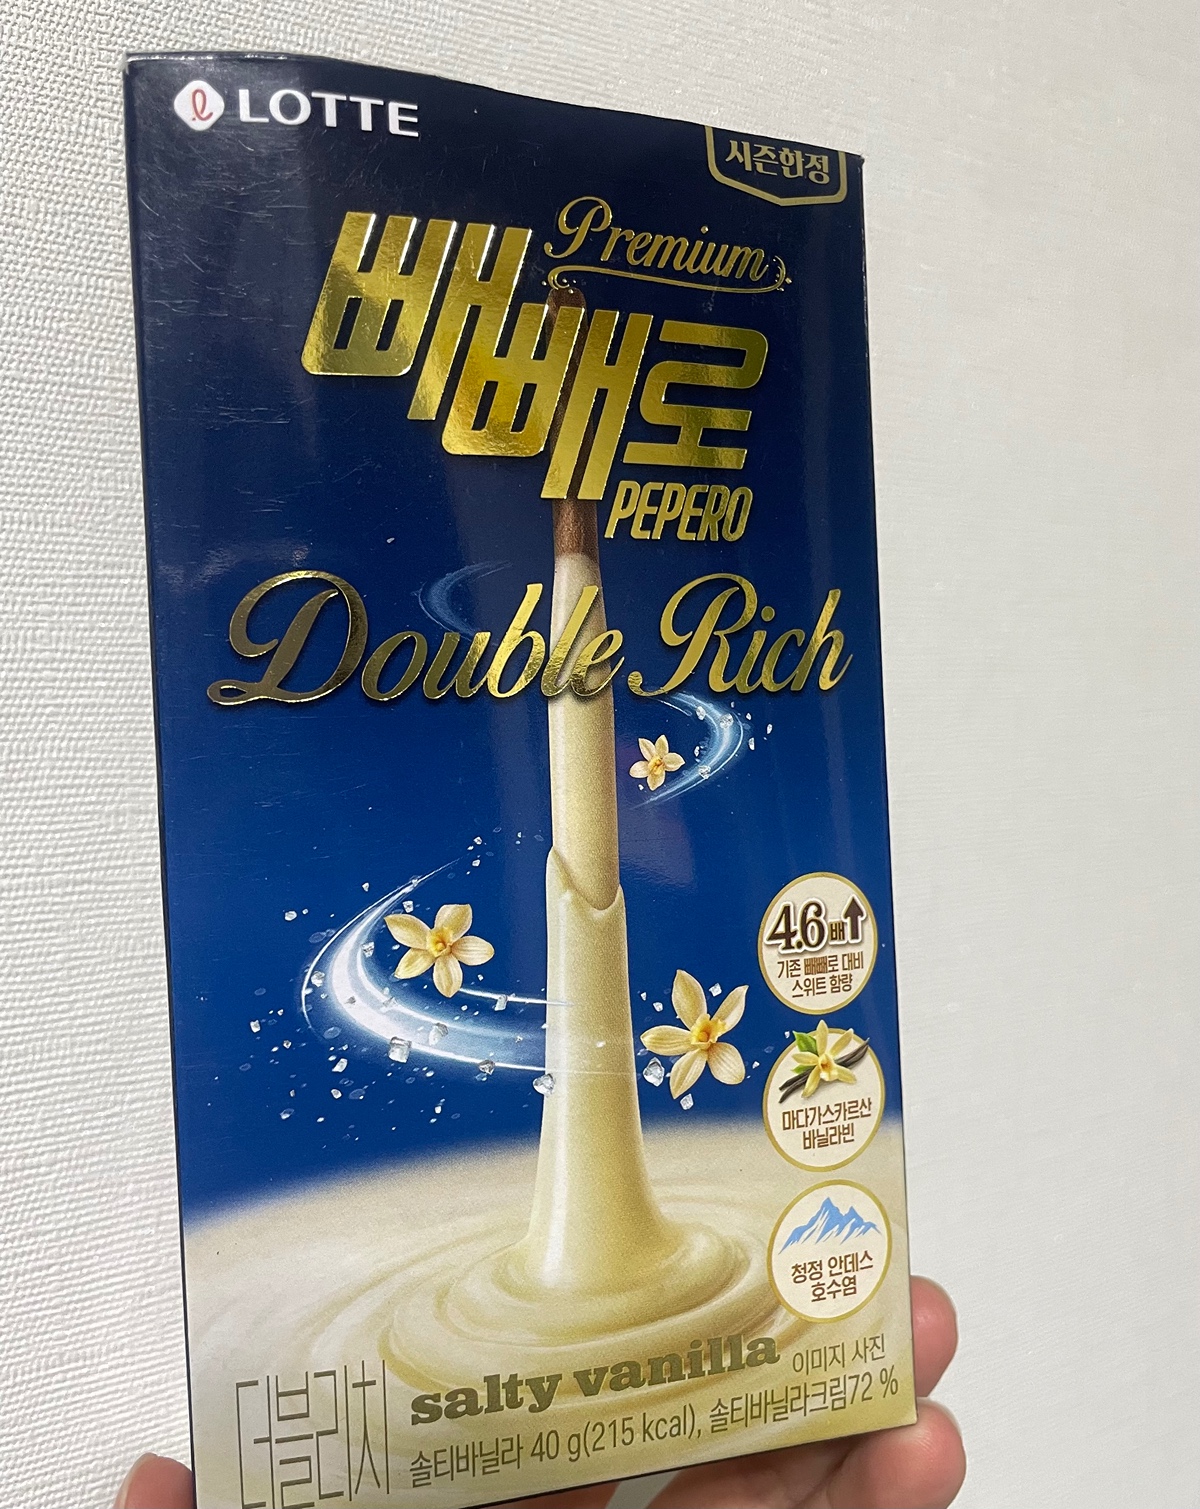 LOTTE
시즌한정
Premium
빼빼로
PEPERO
Double Rich
4.6배
기존 빼빼로 대비
스위트 함량
마다가스카르산
바닐라빈
청정 안데스
호수염
더블리치 salty vanilla 이미지 사진
솔티바닐라 40 g(215 kcal), 솔티바닐라크림72 %